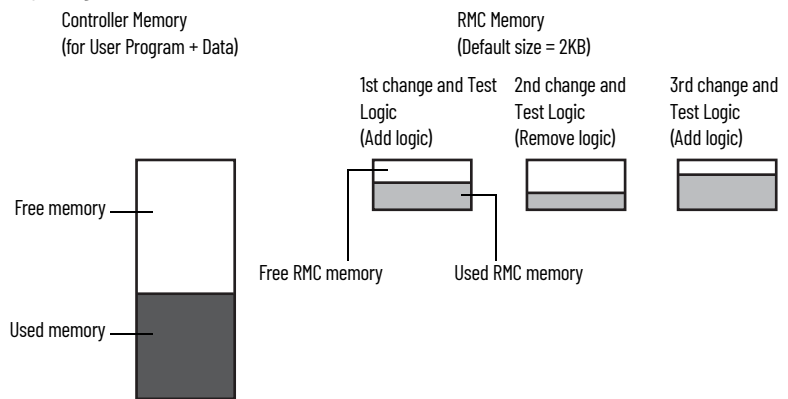 Controller Memory
(for User Program + Data)
RMC Memory
(Default size = 2KB)
1st change and Test
Logic
(Add logic)
2nd change and
Test Logic
(Remove logic)
3rd change and
Test Logic
(Add logic)
Free memory
Free RMC memory
Used RMC memory
Used memory